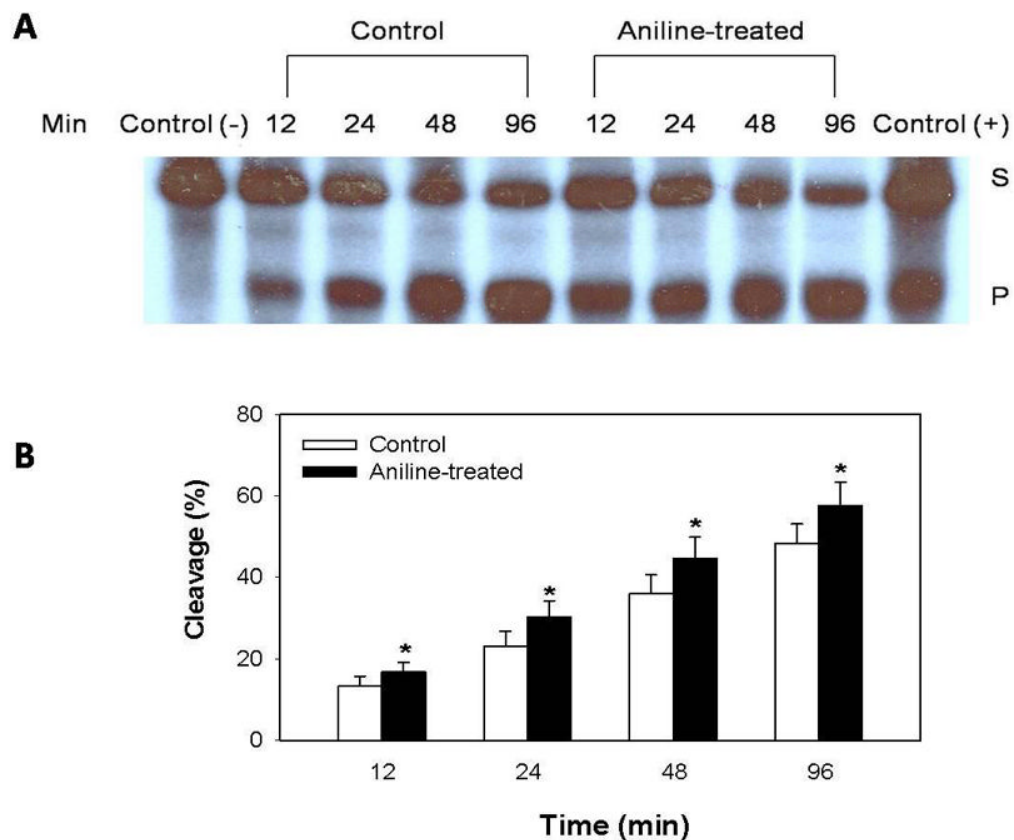 A
Control Aniline-treated
Min Control (-) 12 24 48 96 12 24 48 96 Control (+)
S
P
B
80
Control
Aniline-treated
60
40
20
0
Cleavage (%)
* * * *
12 24 48 96
Time (min)